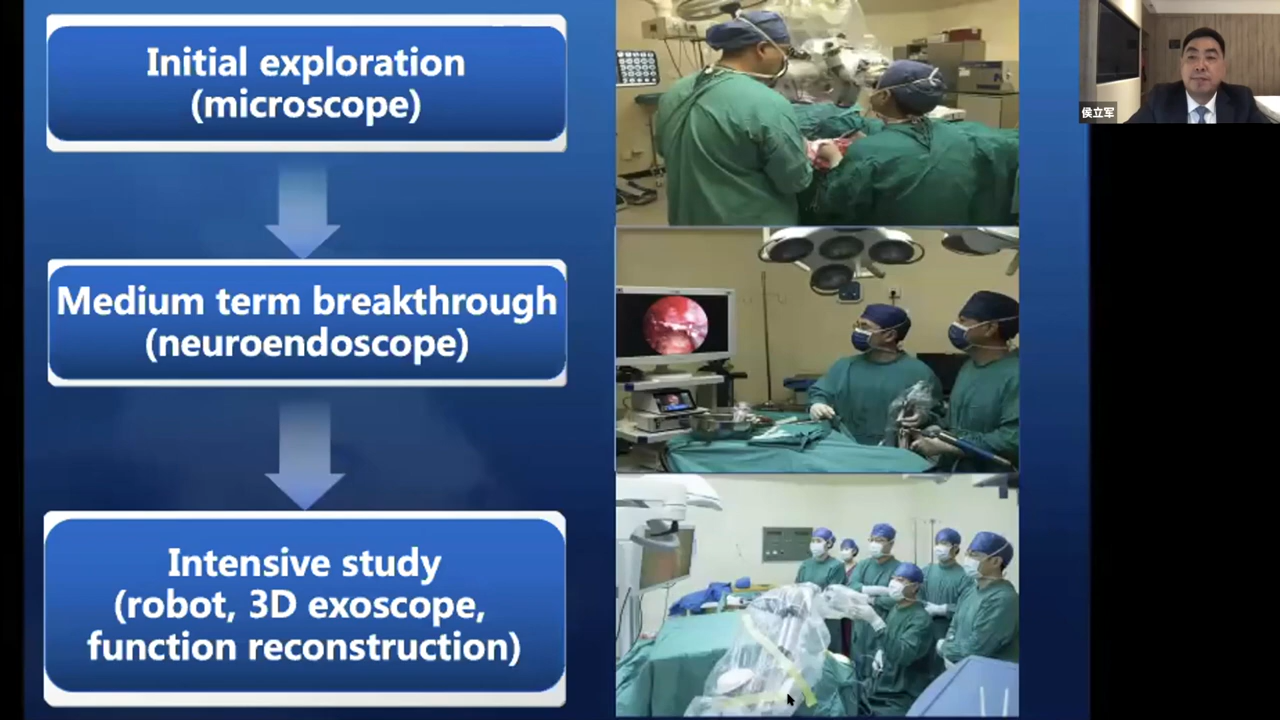 Initial exploration
(microscope)
Medium term breakthrough
(neuroendoscope)
Intensive study
(robot, 3D exoscope,
function reconstruction)
侯立军